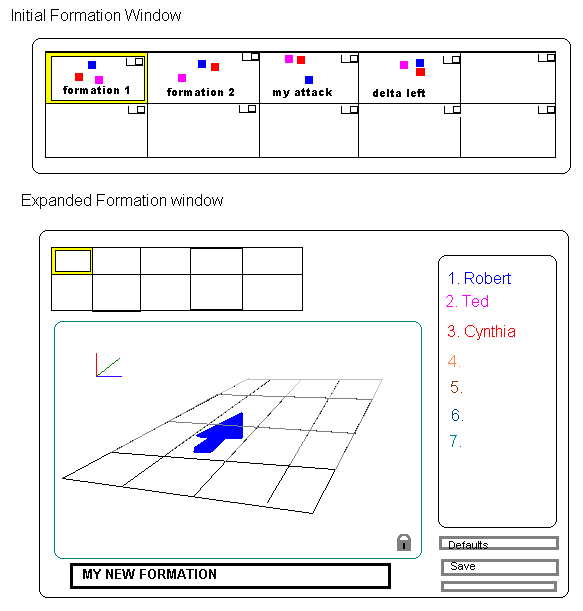 Initial Formation Window
formation 1
formation 2
my attack
delta left
Expanded Formation window
1. Robert
2. Ted
3. Cynthia
4.
5.
6.
7.
Defaults
Save
MY NEW FORMATION